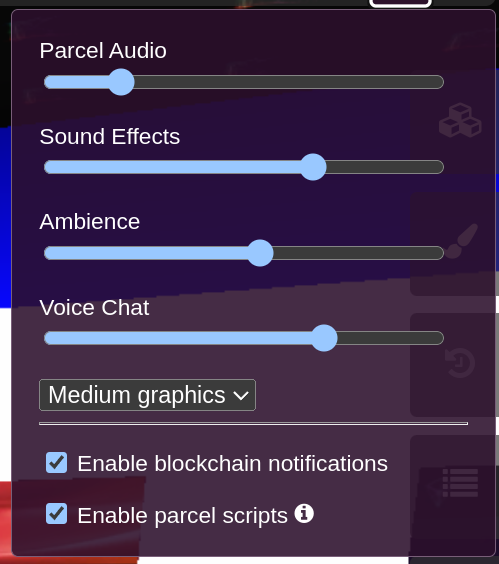 Parcel Audio
Sound Effects
Ambience
Voice Chat
Medium graphics
Enable blockchain notifications
Enable parcel scripts